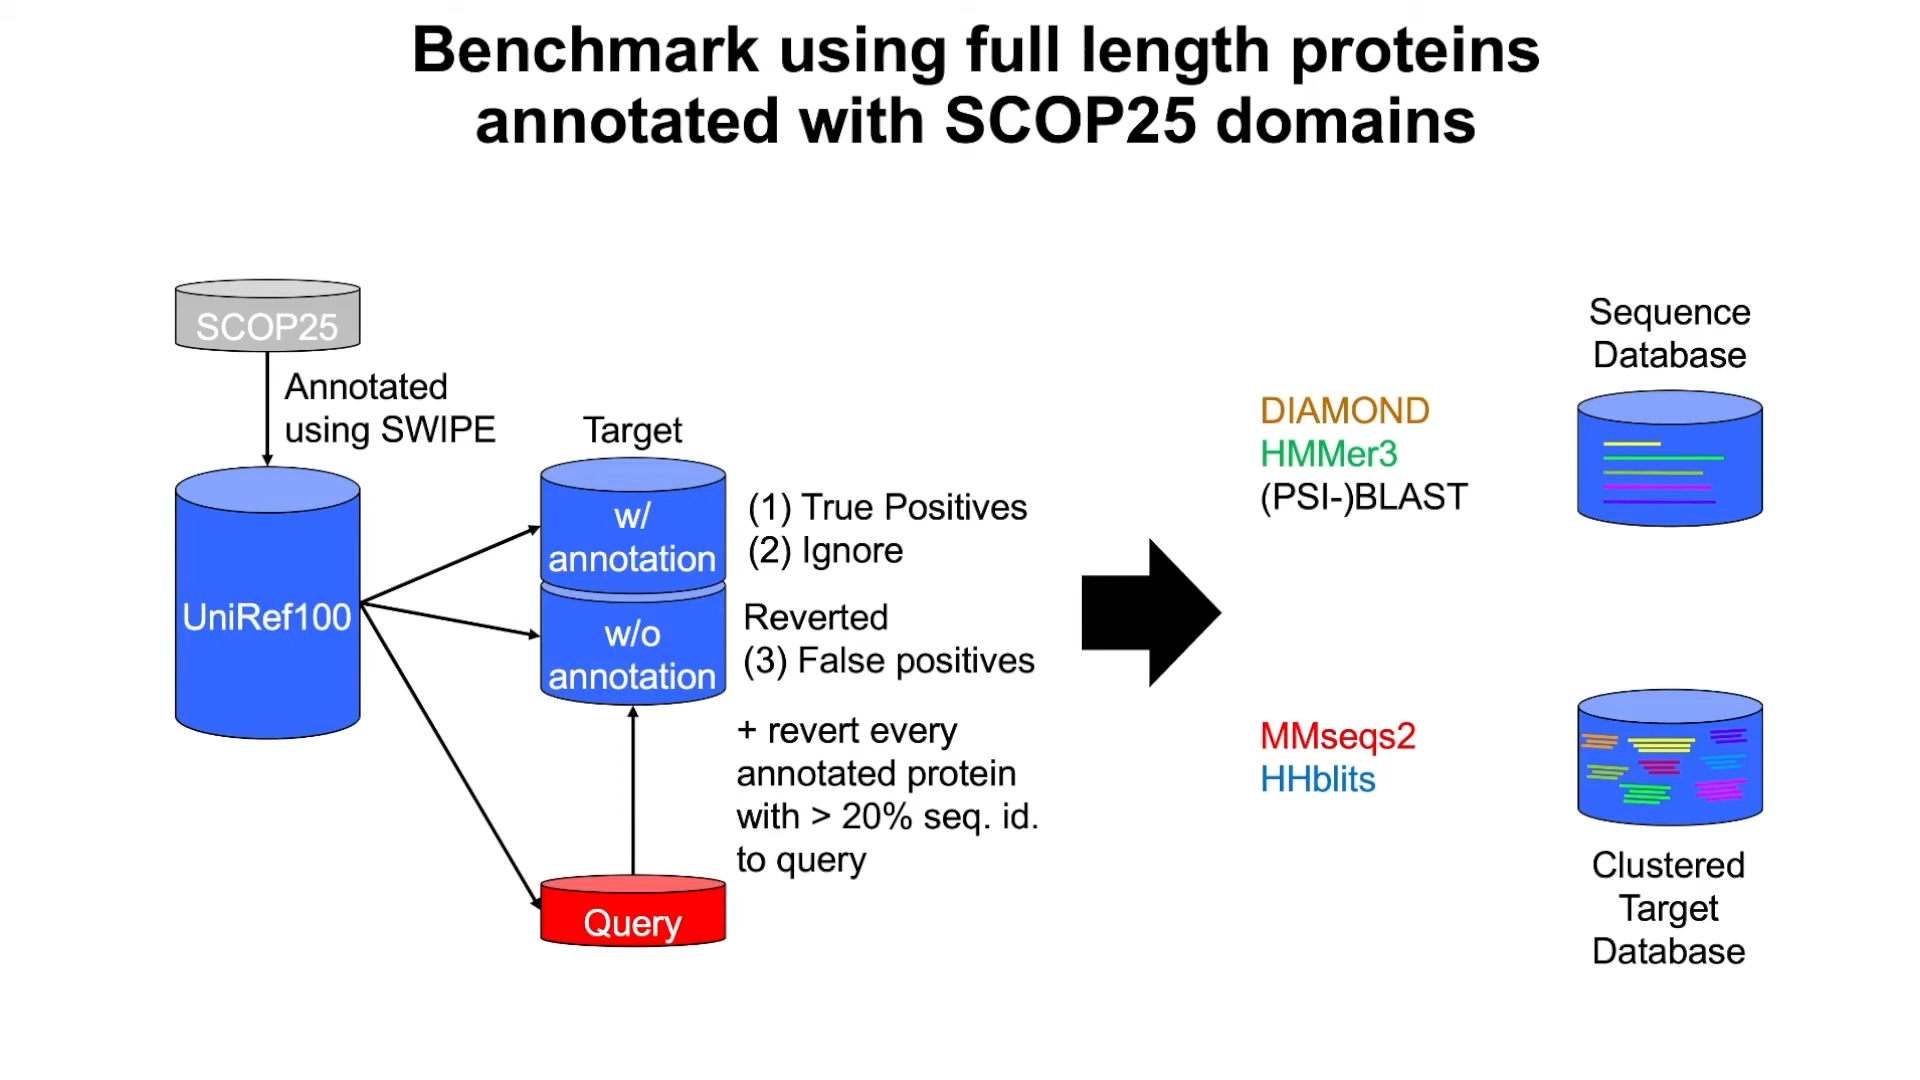 Benchmark using full length proteins
annotated with SCOP25 domains
SCOP25
Annotated
using SWIPE
UniRef100
Target
w/
annotation
(1) True Positives
(2) Ignore
w/o
annotation
Reverted
(3) False positives
+ revert every
annotated protein
with > 20% seq. id.
to query
Query
DIAMOND
HMMer3
(PSI-)BLAST
Sequence
Database
MMseqs2
HHblits
Clustered
Target
Database